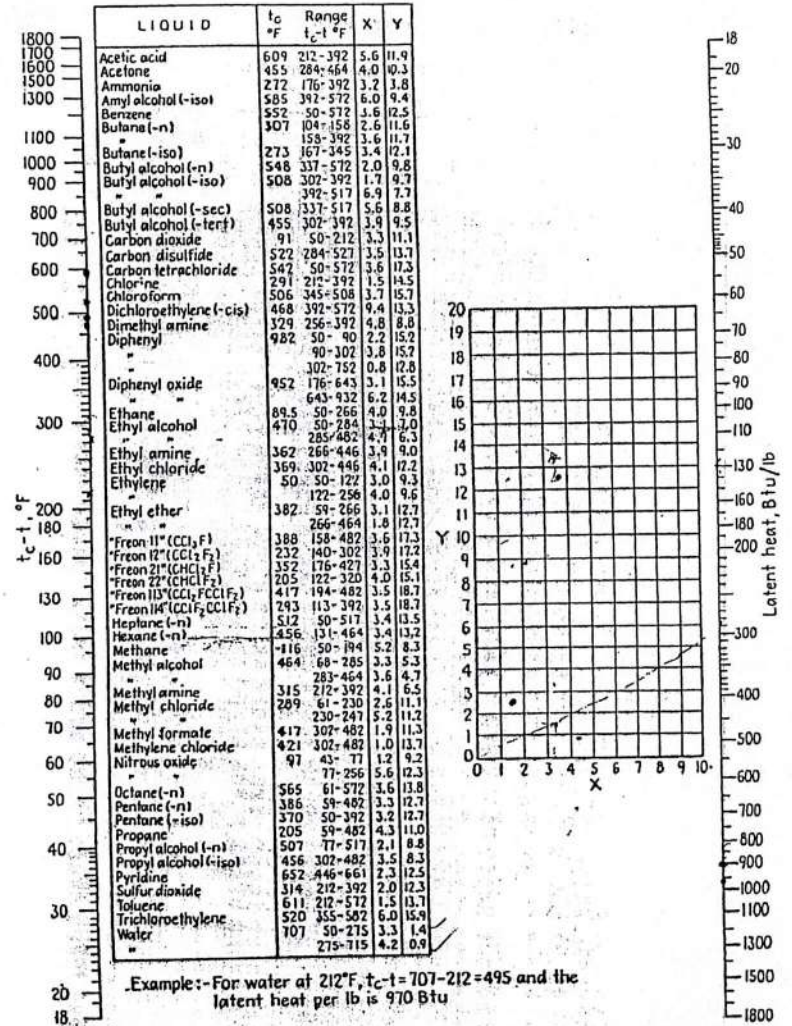 LIQUID tc °F Range tc-t °F X Y
Acetic acid 609 212-392 5.6 11.9
Acetone 455 284-464 4.0 10.3
Ammonia 272 176-392 3.2 3.8
Amyl alcohol (-iso) 585 392-572 6.0 9.4
Benzene 552 50-572 3.6 12.5
Butane (-n) 307 104-158 2.6 11.6
" 158-392 3.6 11.7
Butane (-iso) 273 167-345 3.4 12.1
Butyl alcohol (-n) 548 337-572 2.0 9.8
Butyl alcohol (-iso) 508 302-392 1.7 9.7
" " 392-517 6.9 7.7
Butyl alcohol (-sec) 508 337-517 5.6 8.8
Butyl alcohol (-tert) 455 302-392 3.9 9.5
Carbon dioxide 91 50-212 3.3 11.1
Carbon disulfide 522 284-527 3.5 13.7
Carbon tetrachloride 542 50-572 3.6 17.3
Chlorine 291 212-392 1.5 14.5
Chloroform 506 345-508 3.7 15.7
Dichloroethylene (-cis) 468 392-572 9.4 13.3
Dimethyl amine 329 256-392 4.8 8.8
Diphenyl 982 50-90 2.2 15.2
" 90-302 3.8 15.2
" 302-752 0.8 12.8
Diphenyl oxide 952 176-643 3.1 15.5
" " 643-932 6.2 14.5
Ethane 89.5 50-266 4.0 9.8
Ethyl alcohol 470 50-284 7.0
" " 285-482 6.3
Ethyl amine 362 266-446 3.9 9.0
Ethyl chloride 369. 302-446 4.1 12.2
Ethylene 50 50-122 3.0 9.3
" 122-256 4.0 9.6
Ethyl ether 382 59-266 3.1 12.7
" " 266-464 1.8 12.7
"Freon 11" (CCl3F) 388 158-482 3.6 17.3
"Freon 12" (CCl2F2) 232 140-302 3.9 17.2
"Freon 21" (CHCl2F) 352 176-427 3.3 15.4
"Freon 22" (CHClF2) 205 122-320 4.0 15.1
"Freon 113" (CCl2FCClF2) 417 194-482 3.5 18.7
"Freon 114" (CClF2CClF2) 293 113-392 3.5 18.7
Heptane (-n) 512 50-517 3.4 13.5
Hexane (-n) 456 131-464 3.4 13.2
Methane -116 50-194 5.2 8.3
Methyl alcohol 464 68-285 3.3 5.3
" " 283-464 3.6 4.7
Methyl amine 315 212-392 4.1 6.5
Methyl chloride 289 61-230 2.6 11.1
" " 230-247 5.2 11.2
Methyl formate 417 302-482 1.9 11.3
Methylene chloride 421 302-482 1.0 13.7
Nitrous oxide 97 43-77 1.2 9.2
" " 77-256 5.6 12.3
Octane (-n) 565 61-572 3.6 13.8
Pentane (-n) 386 59-482 3.3 12.7
Pentane (-iso) 370 50-392 3.2 12.7
Propane 205 59-482 4.3 11.0
Propyl alcohol (-n) 507 77-517 2.1 8.8
Propyl alcohol (-iso) 456 302-482 3.5 8.3
Pyridine 652 446-661 2.3 12.5
Sulfur dioxide 314 212-392 2.0 12.3
Toluene 611 212-572 1.5 13.7
Trichloroethylene 520 355-582 6.0 15.9
Water 707 50-275 3.3 1.4
" 275-715 4.2 0.9
1800
1700
1600
1500
1300
1100
1000
900
800
700
600
500
400
300
200
180
160
130
100
90
80
70
60
50
40
30
20
18
tc-t, °F
20
19
18
17
16
15
14
13
12
11
Y 10
9
8
7
6
5
4
3
2
1
0
0 1 2 3 4 5 6 7 8 9 10
X
18
20
30
40
50
60
70
80
90
100
110
130
160
180
200
300
400
500
600
700
800
900
1000
1100
1300
1500
1800
Latent heat, Btu/lb
Example:- For water at 212°F, tc-t=707-212=495 and the
latent heat per lb is 970 Btu